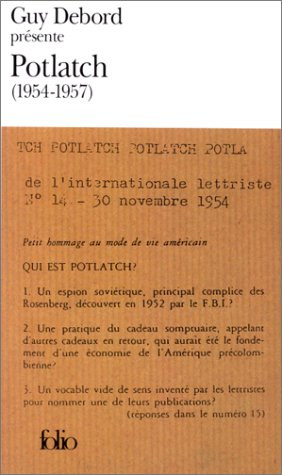 Guy Debord
présente
Potlatch
(1954-1957)
TCH POTLATCH POTLATCH POTLA
de l'internationale lettriste
N° 14 - 30 novembre 1954
Petit hommage au mode de vie américain
QUI EST POTLATCH?
1. Un espion soviétique, principal complice des
Rosenberg, découvert en 1952 par le F.B.I.?
2. Une pratique du cadeau somptuaire, appelant
d'autres cadeaux en retour, qui aurait été le fonde-
ment d'une économie de l'Amérique précolom-
bienne?
3. Un vocable vide de sens inventé par les lettristes
pour nommer une de leurs publications?
(réponses dans le numéro 15)
folio